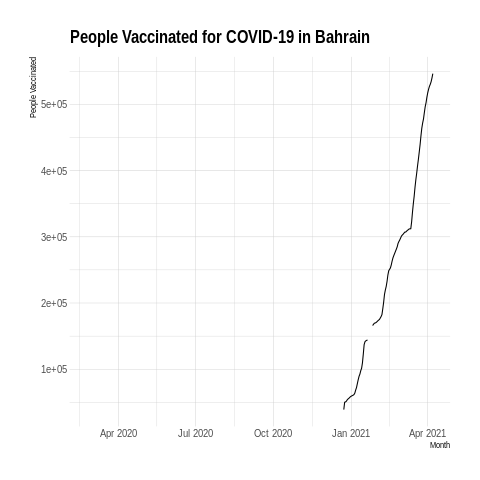 People Vaccinated for COVID-19 in Bahrain
People Vaccinated
5e+05
4e+05
3e+05
2e+05
1e+05
Apr 2020 Jul 2020 Oct 2020 Jan 2021 Apr 2021
Month